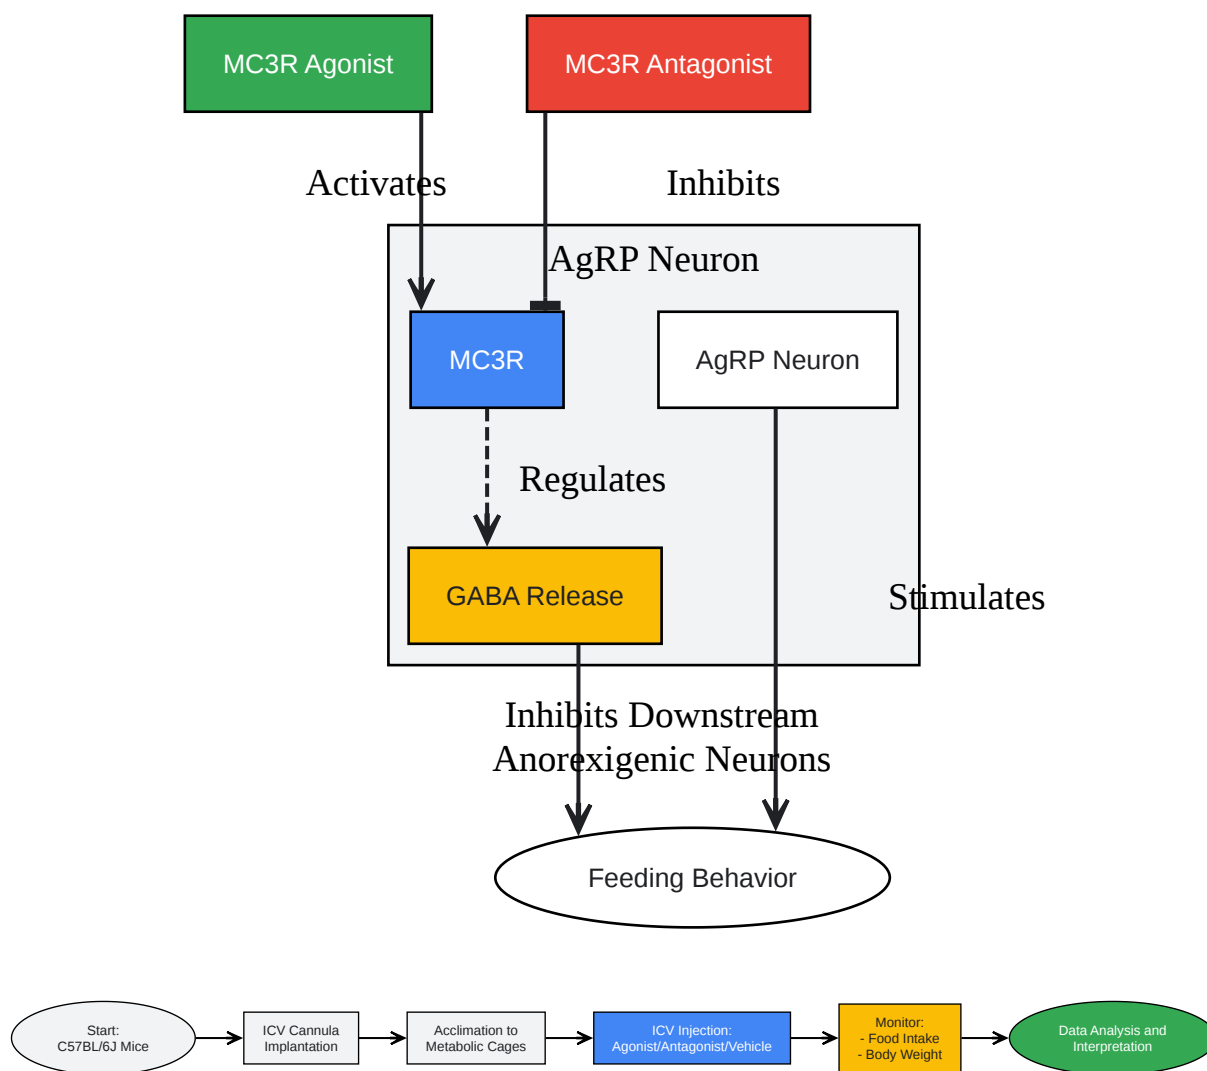 MC3R Agonist
MC3R Antagonist
Activates
Inhibits
AgRP Neuron
MC3R
AgRP Neuron
Regulates
GABA Release
Stimulates
Inhibits Downstream
Anorexigenic Neurons
Feeding Behavior
Start:
C57BL/6J Mice
ICV Cannula
Implantation
Acclimation to
Metabolic Cages
ICV Injection:
Agonist/Antagonist/Vehicle
Monitor:
- Food Intake
- Body Weight
Data Analysis and
Interpretation